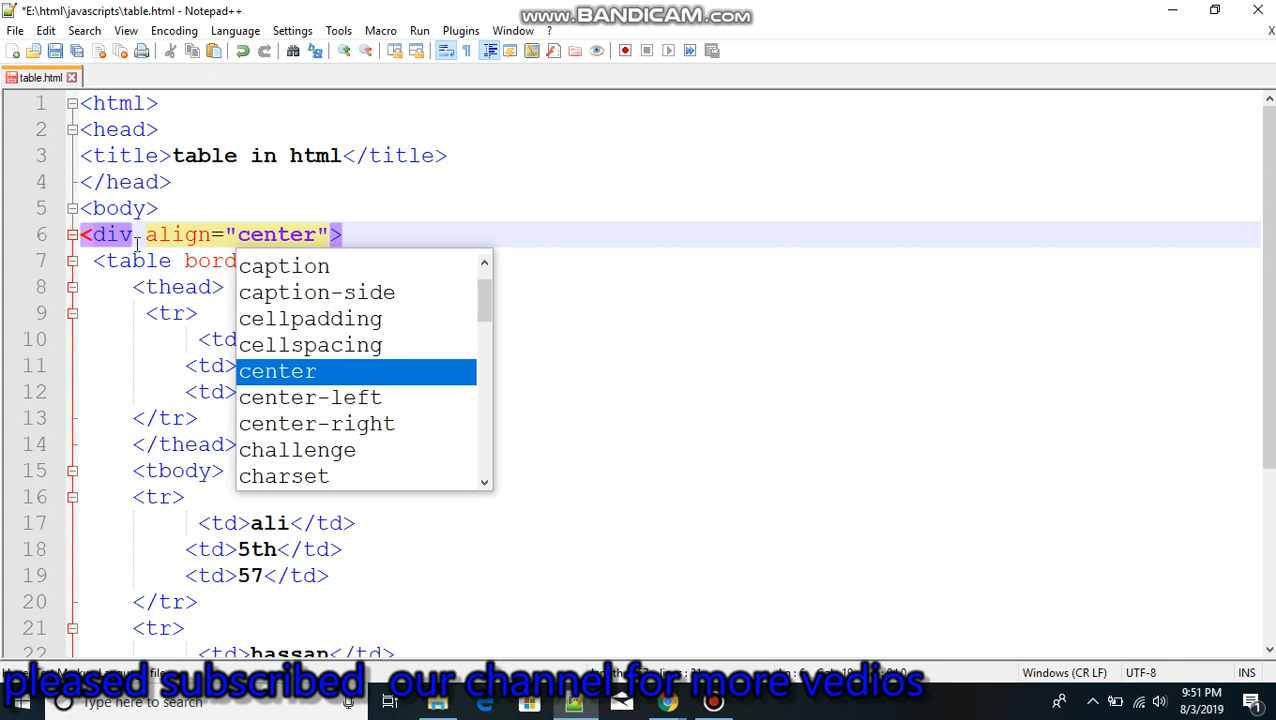 *E:\html\javascripts\table.html - Notepad++
www.BANDICAM.com
File Edit Search View Encoding Language Settings Tools Macro Run Plugins Window ? X
table.html
1 <html>
2 <head>
3 <title>table in html</title>
4 </head>
5 <body>
6 <div align="center">
7 <table bord
8 <thead>
9 <tr>
10 <td
11 <td>
12 <td>
13 </tr>
14 </thead>
15 <tbody>
16 <tr>
17 <td>ali</td>
18 <td>5th</td>
19 <td>57</td>
20 </tr>
21 <tr>
22 <td>hassan</td>
caption
caption-side
cellpadding
cellspacing
center
center-left
center-right
challenge
charset
Windows (CR LF) UTF-8 INS
pleased subscribed our channel for more vedios
Type here to search
9:51 PM
8/3/2019
1